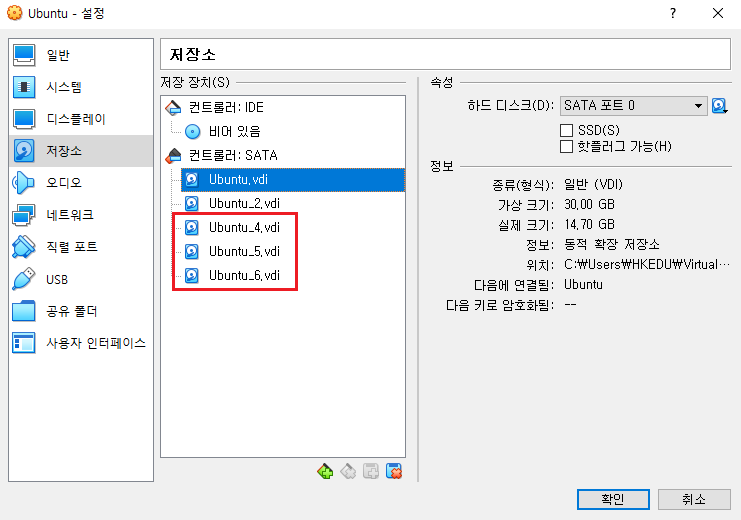 Ubuntu - 설정
일반
시스템
디스플레이
저장소
오디오
네트워크
직렬 포트
USB
공유 폴더
사용자 인터페이스
저장소
저장 장치(S)
컨트롤러: IDE
비어 있음
컨트롤러: SATA
Ubuntu.vdi
Ubuntu_2.vdi
Ubuntu_4.vdi
Ubuntu_5.vdi
Ubuntu_6.vdi
속성
하드 디스크(D): SATA 포트 0
SSD(S)
핫플러그 가능(H)
정보
종류(형식): 일반 (VDI)
가상 크기: 30.00 GB
실제 크기: 14.70 GB
정보: 동적 확장 저장소
위치: C:₩Users₩HKEDU₩Virtual···
다음에 연결됨: Ubuntu
다음 키로 암호화됨: --
확인 취소